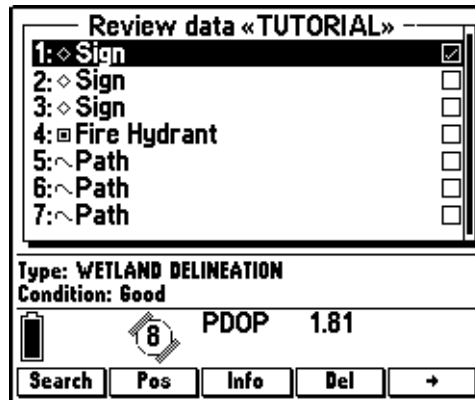 Review data «TUTORIAL»
1: Sign
2: Sign
3: Sign
4: Fire Hydrant
5: Path
6: Path
7: Path
Type: WETLAND DELINEATION
Condition: Good
8 PDOP 1.81
Search Pos Info Del →